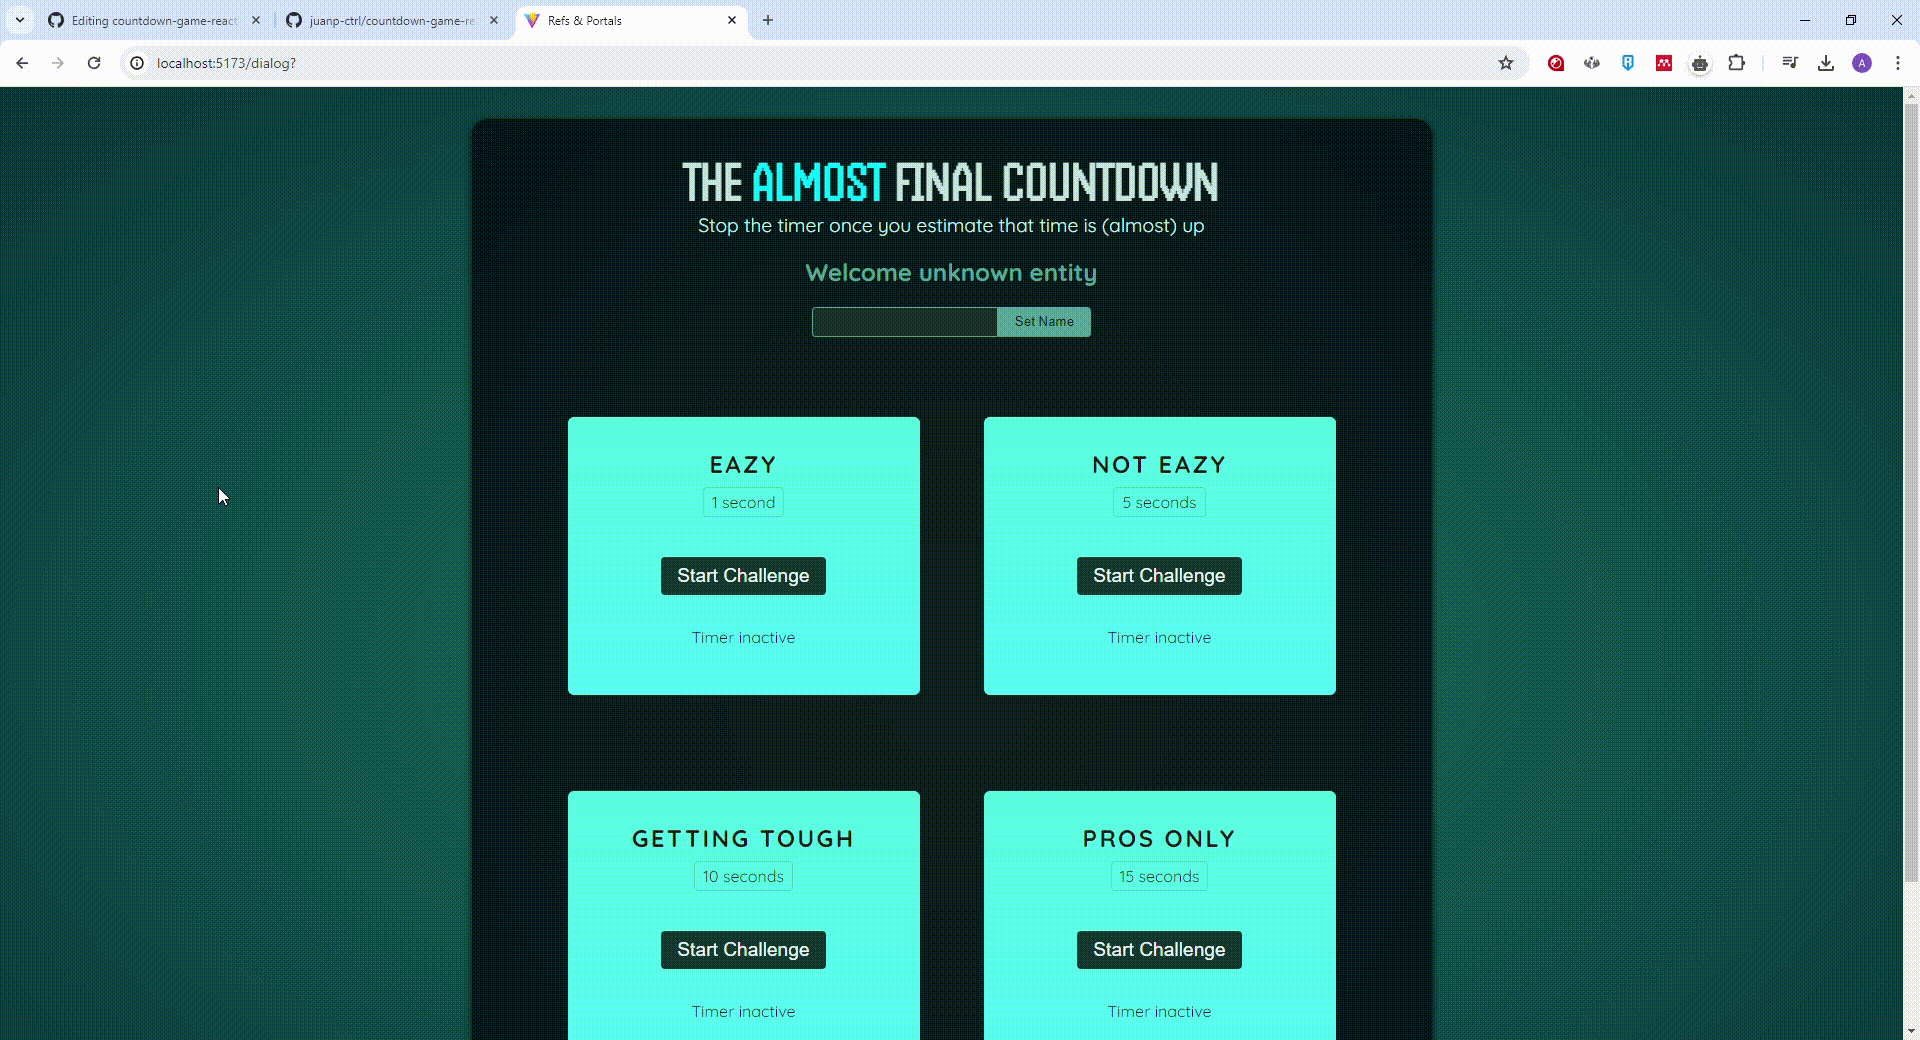 Editing countdown-game-react
juanp-ctrl/countdown-game-re
Refs & Portals
localhost:5173/dialog?
A
THE ALMOST FINAL COUNTDOWN
Stop the timer once you estimate that time is (almost) up
Welcome unknown entity
Set Name
EAZY
1 second
Start Challenge
Timer inactive
NOT EAZY
5 seconds
Start Challenge
Timer inactive
GETTING TOUGH
10 seconds
Start Challenge
Timer inactive
PROS ONLY
15 seconds
Start Challenge
Timer inactive